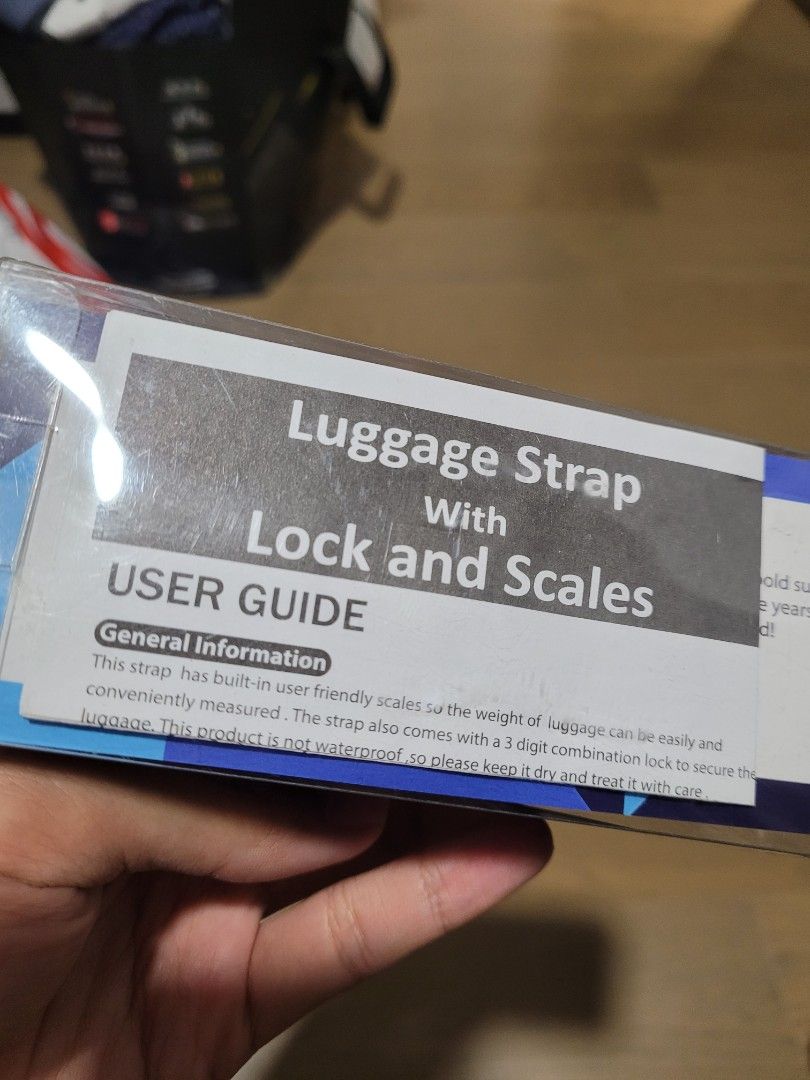 Luggage Strap
With
Lock and Scales
USER GUIDE
General Information
This strap has built-in user friendly scales so the weight of luggage can be easily and
conveniently measured . The strap also comes with a 3 digit combination lock to secure the
luggage. This product is not waterproof ,so please keep it dry and treat it with care .
old su
e years
d!